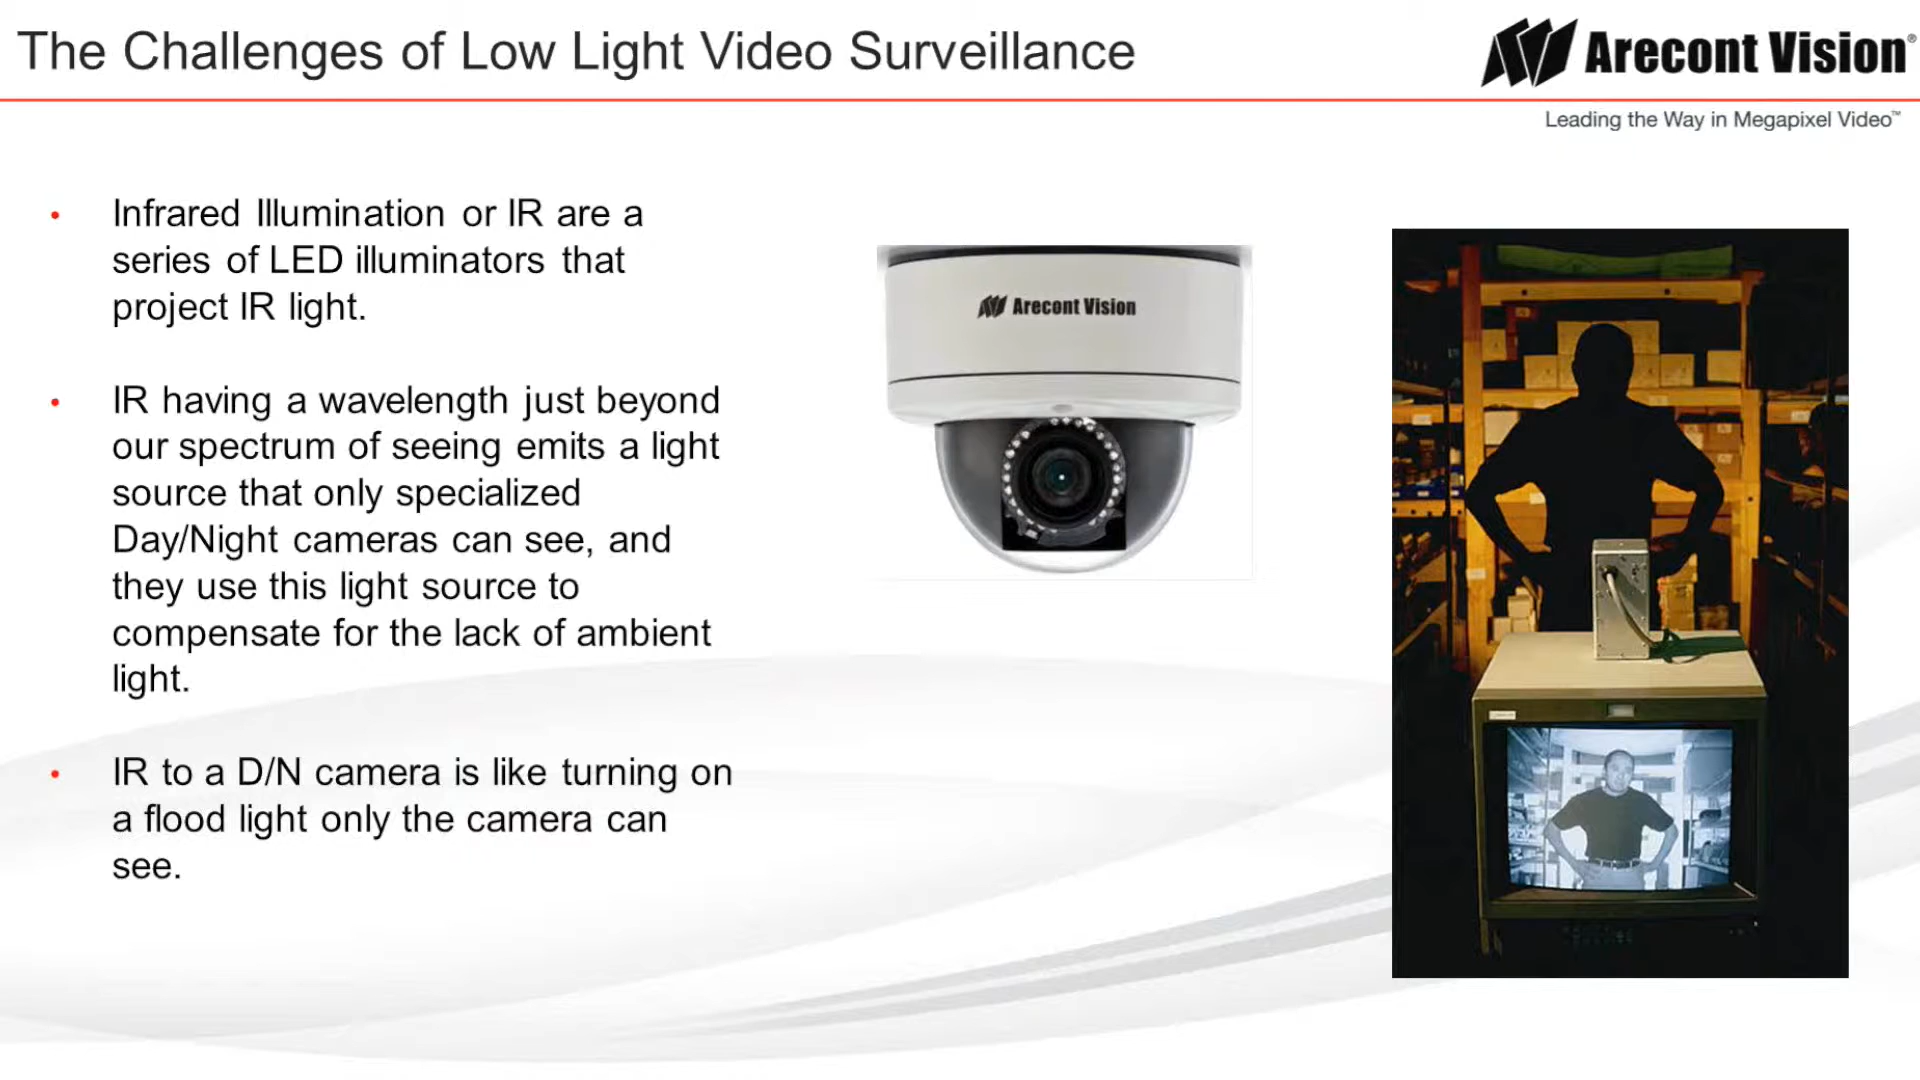 The Challenges of Low Light Video Surveillance
Arecont Vision®
Leading the Way in Megapixel Video™
• Infrared Illumination or IR are a
series of LED illuminators that
project IR light.
• IR having a wavelength just beyond
our spectrum of seeing emits a light
source that only specialized
Day/Night cameras can see, and
they use this light source to
compensate for the lack of ambient
light.
• IR to a D/N camera is like turning on
a flood light only the camera can
see.
Arecont Vision